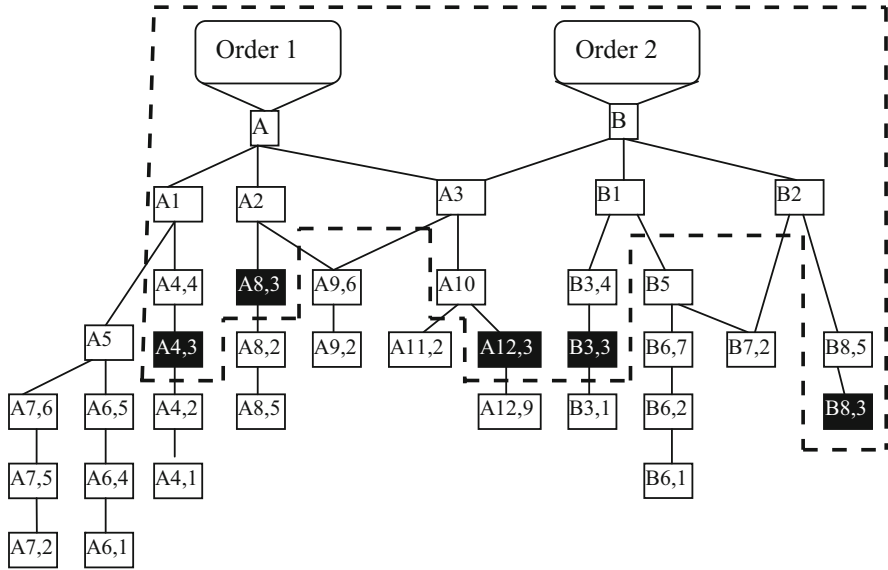 Order 1
Order 2
A
B
A1
A2
A3
B1
B2
A4,4
A8,3
A9,6
A10
B3,4
B5
A5
A4,3
A8,2
A9,2
A11,2
A12,3
B3,3
B6,7
B7,2
B8,5
A7,6
A6,5
A4,2
A8,5
A12,9
B3,1
B6,2
B8,3
A7,5
A6,4
A4,1
B6,1
A7,2
A6,1